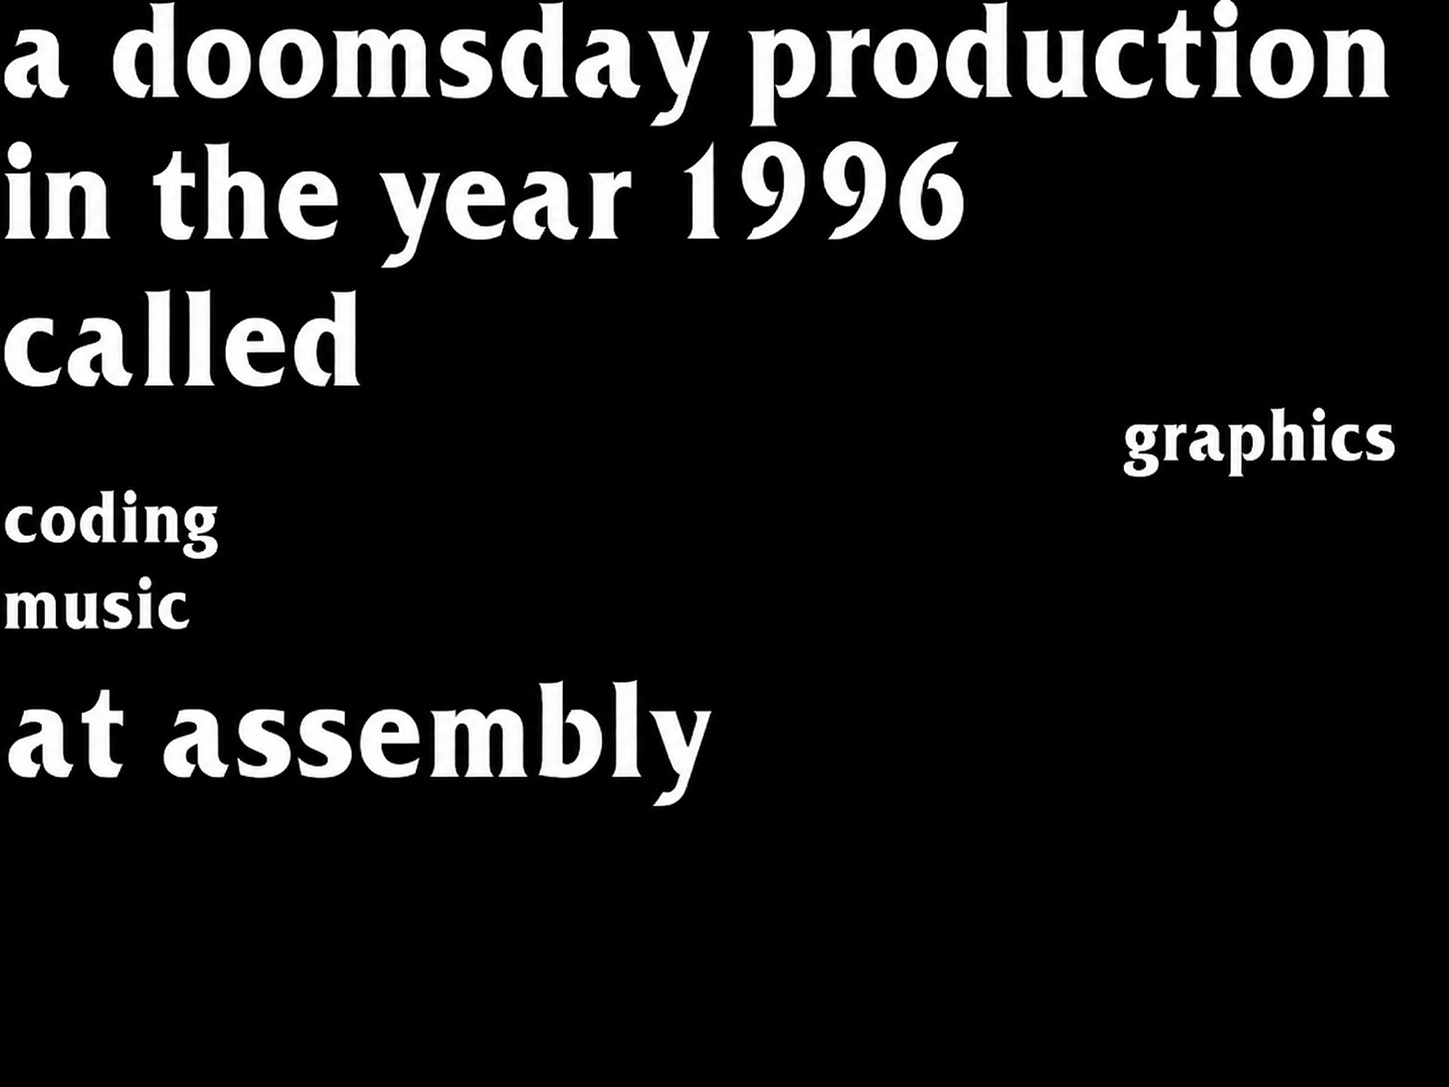 a doomsday production
in the year 1996
called
graphics
coding
music
at assembly